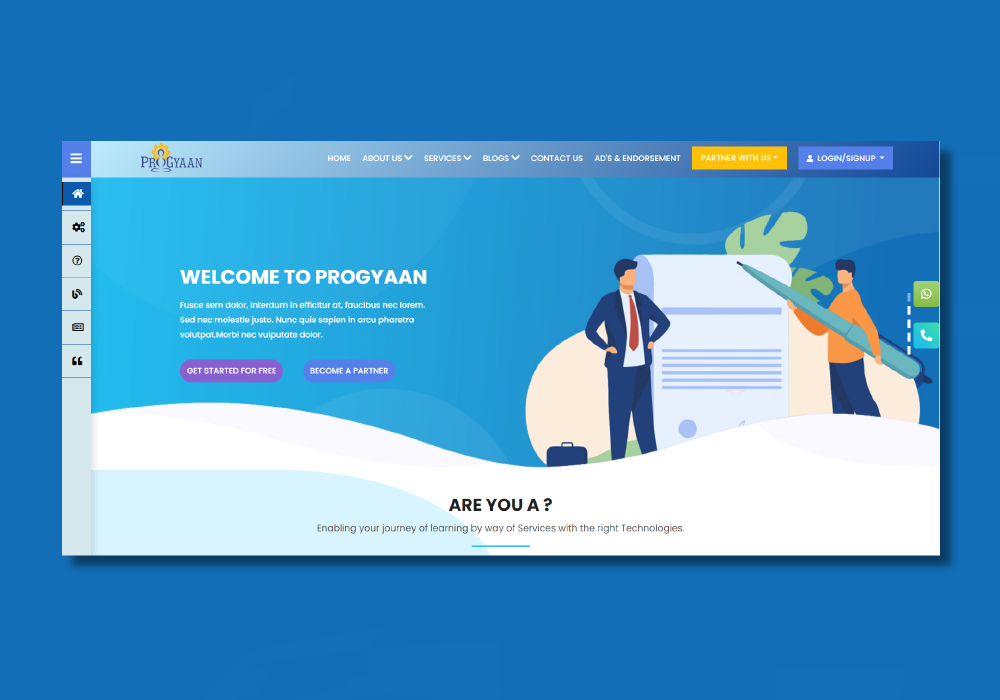 PROGYAAN
HOME ABOUT US SERVICES BLOGS CONTACT US AD'S & ENDORSEMENT PARTNER WITH US LOGIN/SIGNUP
WELCOME TO PROGYAAN
Fusce sem dolor, interdum in efficitur at, faucibus nec lorem.
Sed nec molestie justo. Nunc quis sapien in arcu pharetra
volutpat.Morbi nec vulputate dolor.
GET STARTED FOR FREE BECOME A PARTNER
ARE YOU A ?
Enabling your journey of learning by way of Services with the right Technologies.